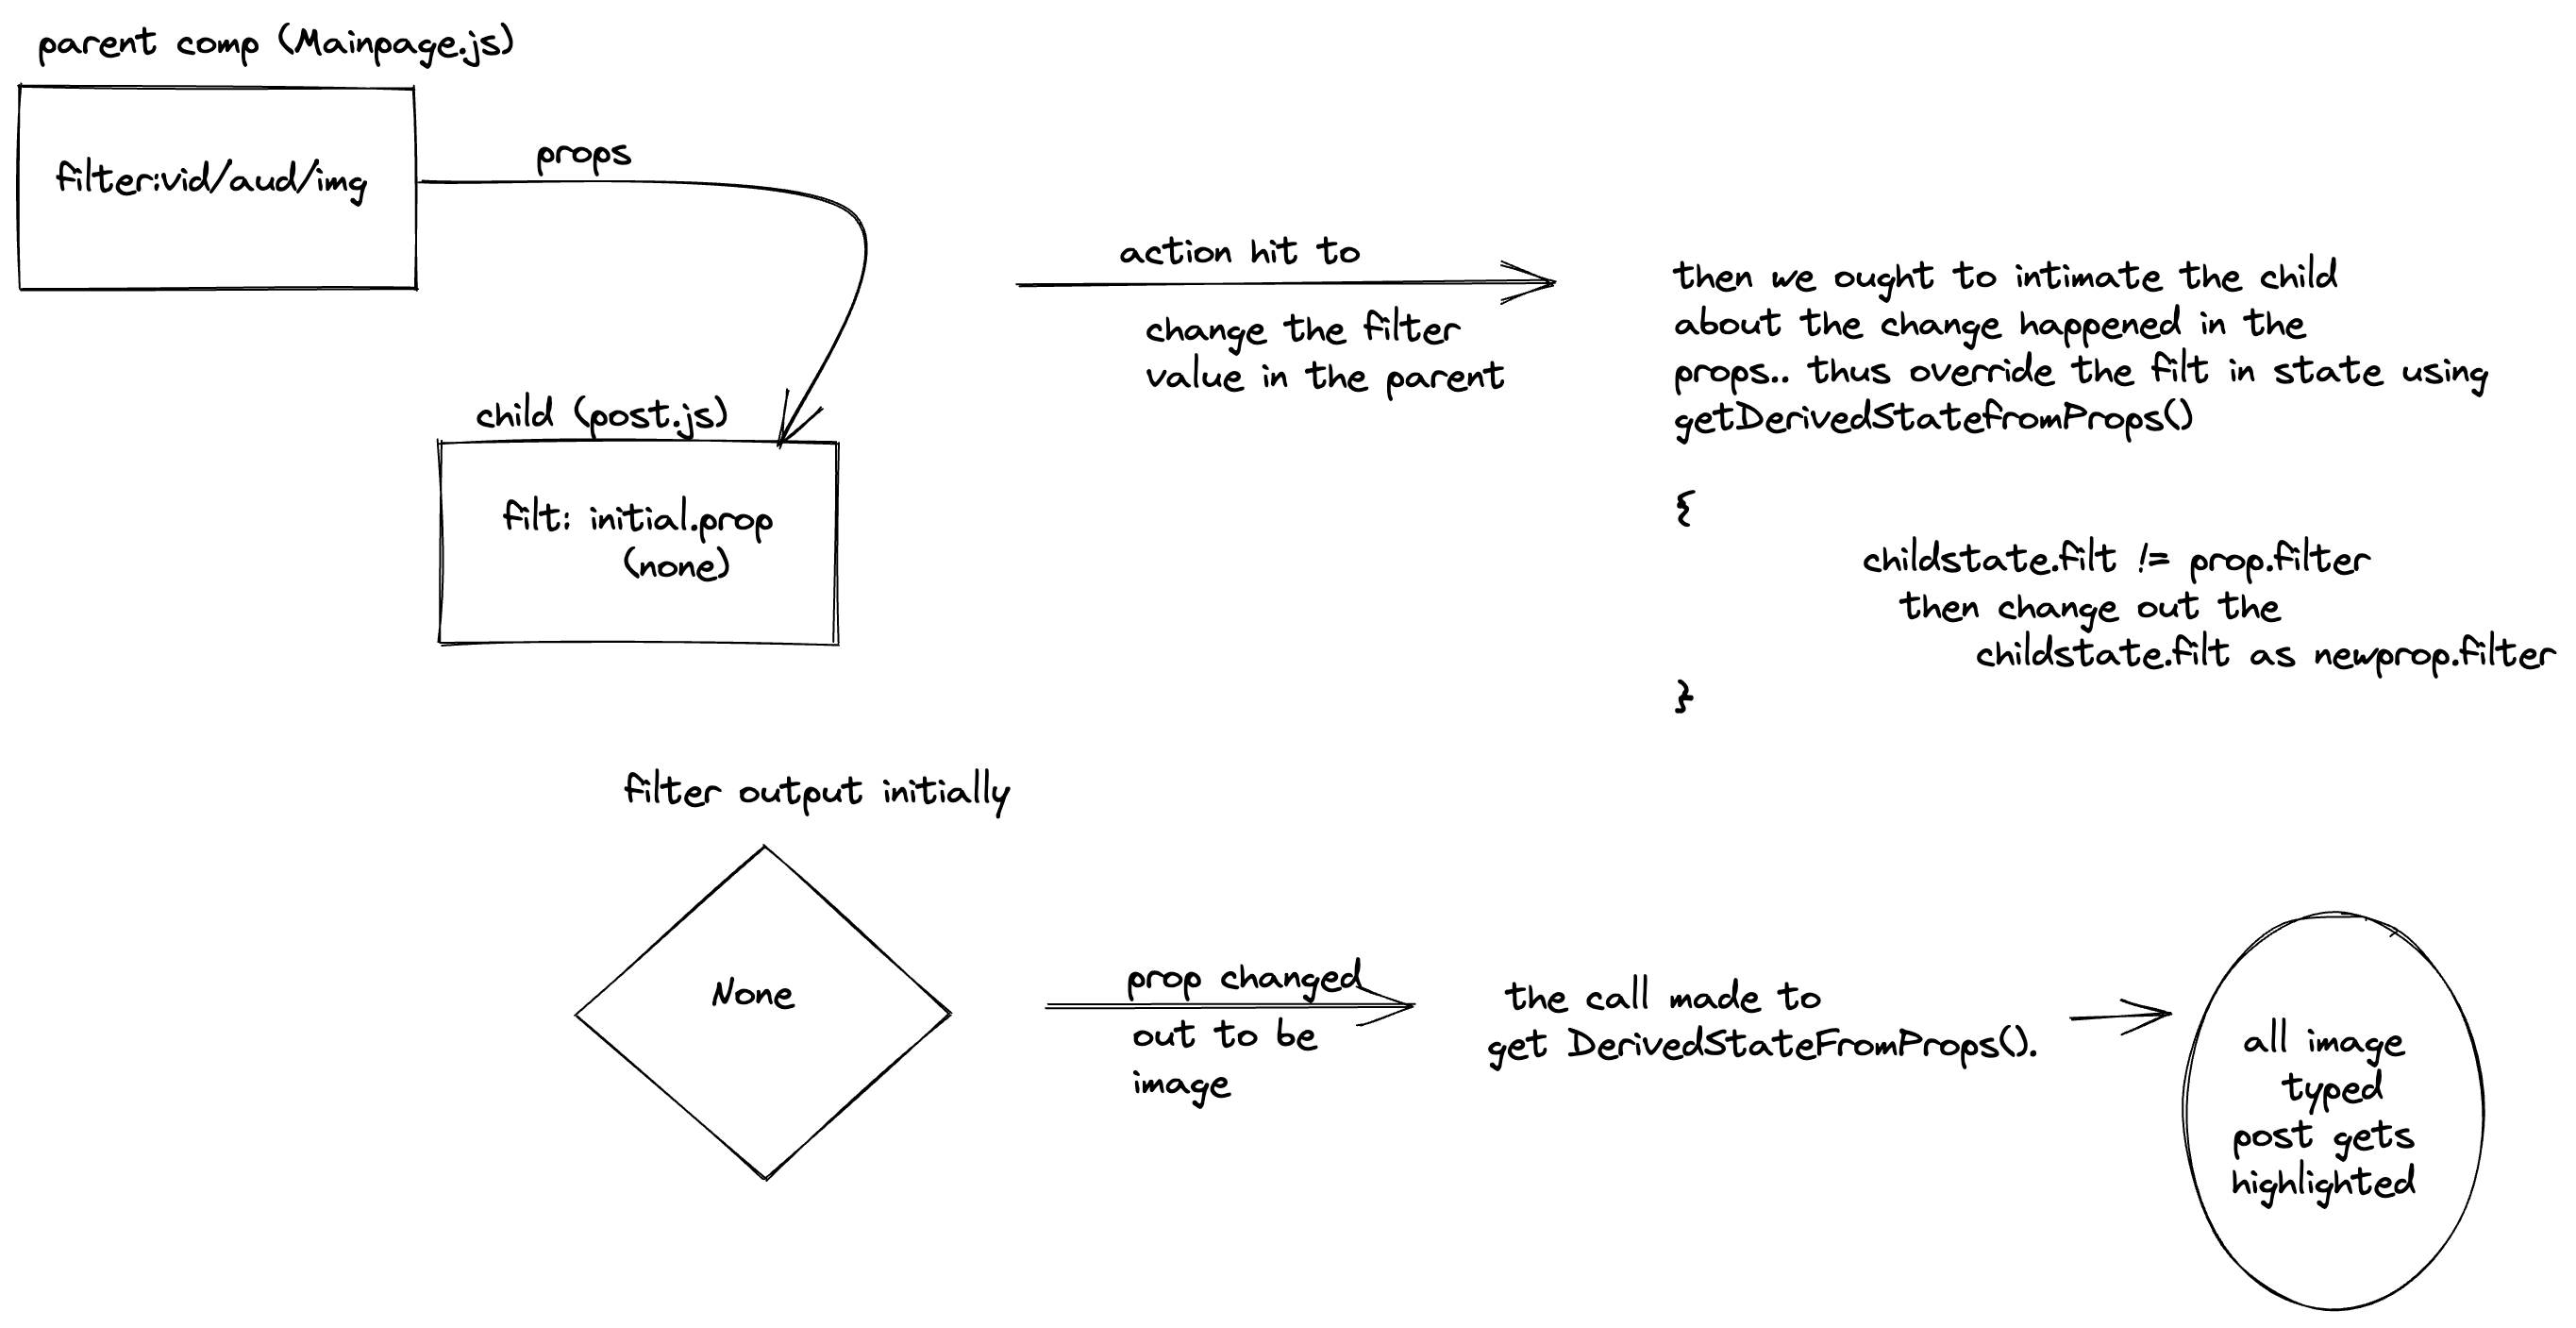 parent comp (Mainpage.js)
filter:vid/aud/img
props
child (post.js)
filt: initial.prop
(none)
action hit to
change the filter
value in the parent
then we ought to intimate the child
about the change happened in the
props.. thus override the filt in state using
getDerivedStatefromProps()
{
childstate.filt != prop.filter
then change out the
childstate.filt as newprop.filter
}
filter output initially
None
prop changed
out to be
image
the call made to
get DerivedStateFromProps().
all image
typed
post gets
highlighted